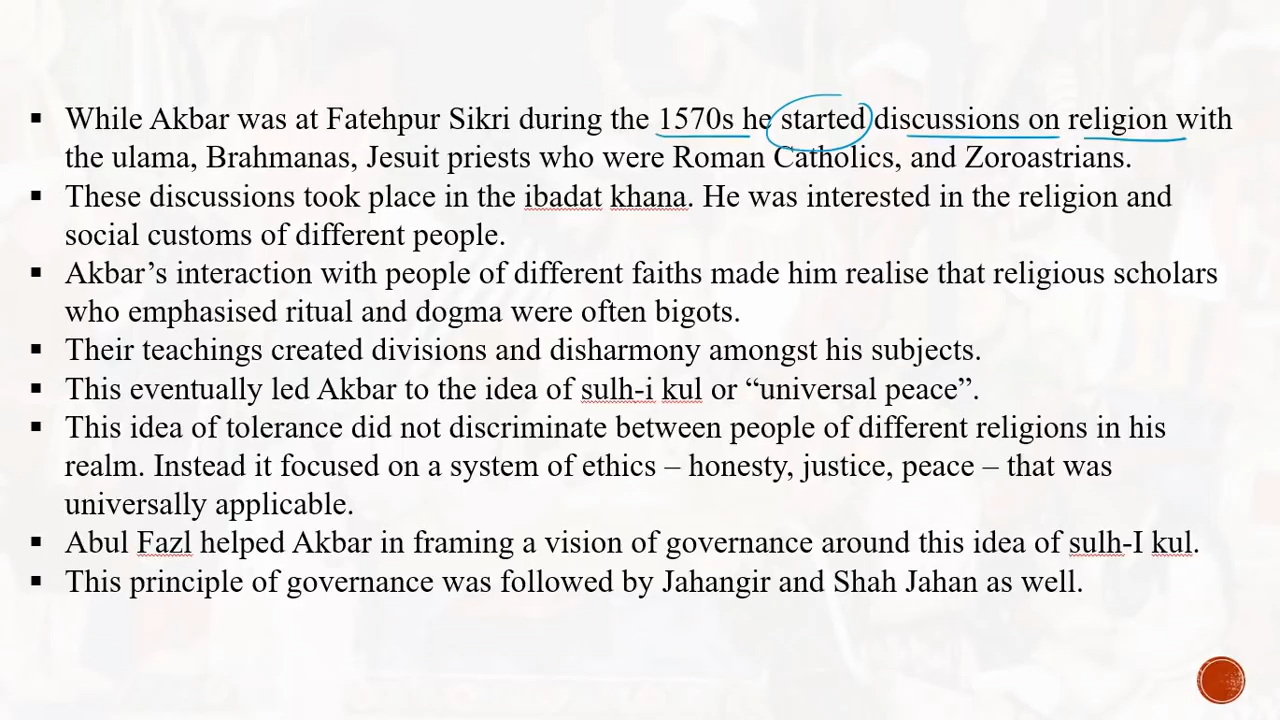 ▪ While Akbar was at Fatehpur Sikri during the 1570s he started discussions on religion with
the ulama, Brahmanas, Jesuit priests who were Roman Catholics, and Zoroastrians.
▪ These discussions took place in the ibadat khana. He was interested in the religion and
social customs of different people.
▪ Akbar’s interaction with people of different faiths made him realise that religious scholars
who emphasised ritual and dogma were often bigots.
▪ Their teachings created divisions and disharmony amongst his subjects.
▪ This eventually led Akbar to the idea of sulh-i kul or “universal peace”.
▪ This idea of tolerance did not discriminate between people of different religions in his
realm. Instead it focused on a system of ethics – honesty, justice, peace – that was
universally applicable.
▪ Abul Fazl helped Akbar in framing a vision of governance around this idea of sulh-I kul.
▪ This principle of governance was followed by Jahangir and Shah Jahan as well.